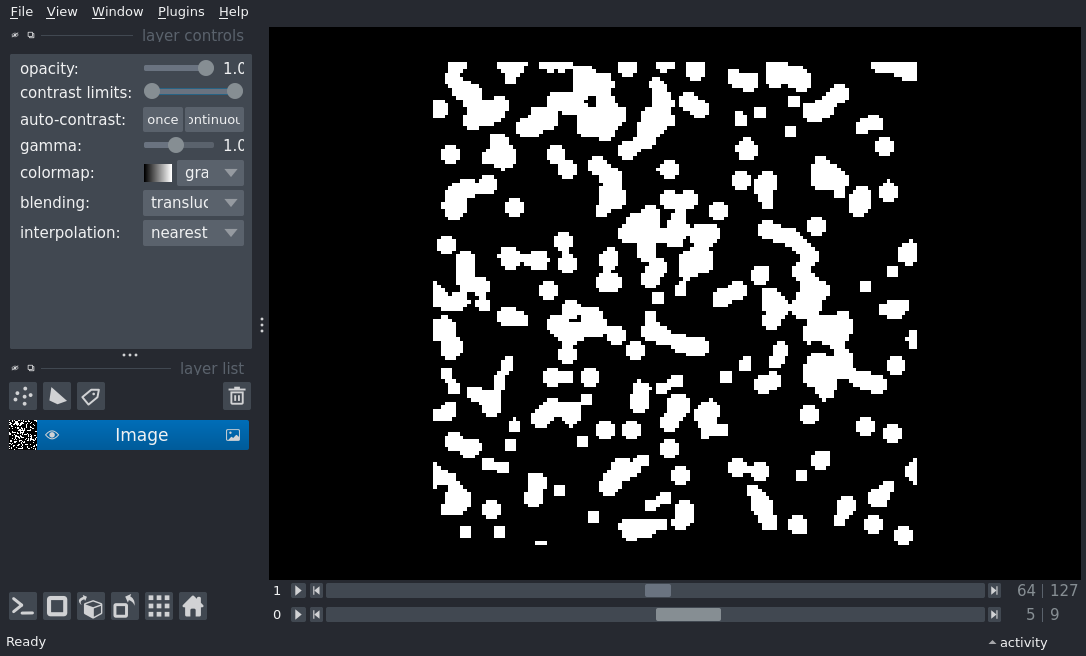 File View Window Plugins Help
layer controls
opacity: 1.0
contrast limits:
auto-contrast: once ontinuou
gamma: 1.0
colormap: gra
blending: transluc
interpolation: nearest
layer list
Image
1 64 | 127
0 5 | 9
Ready activity